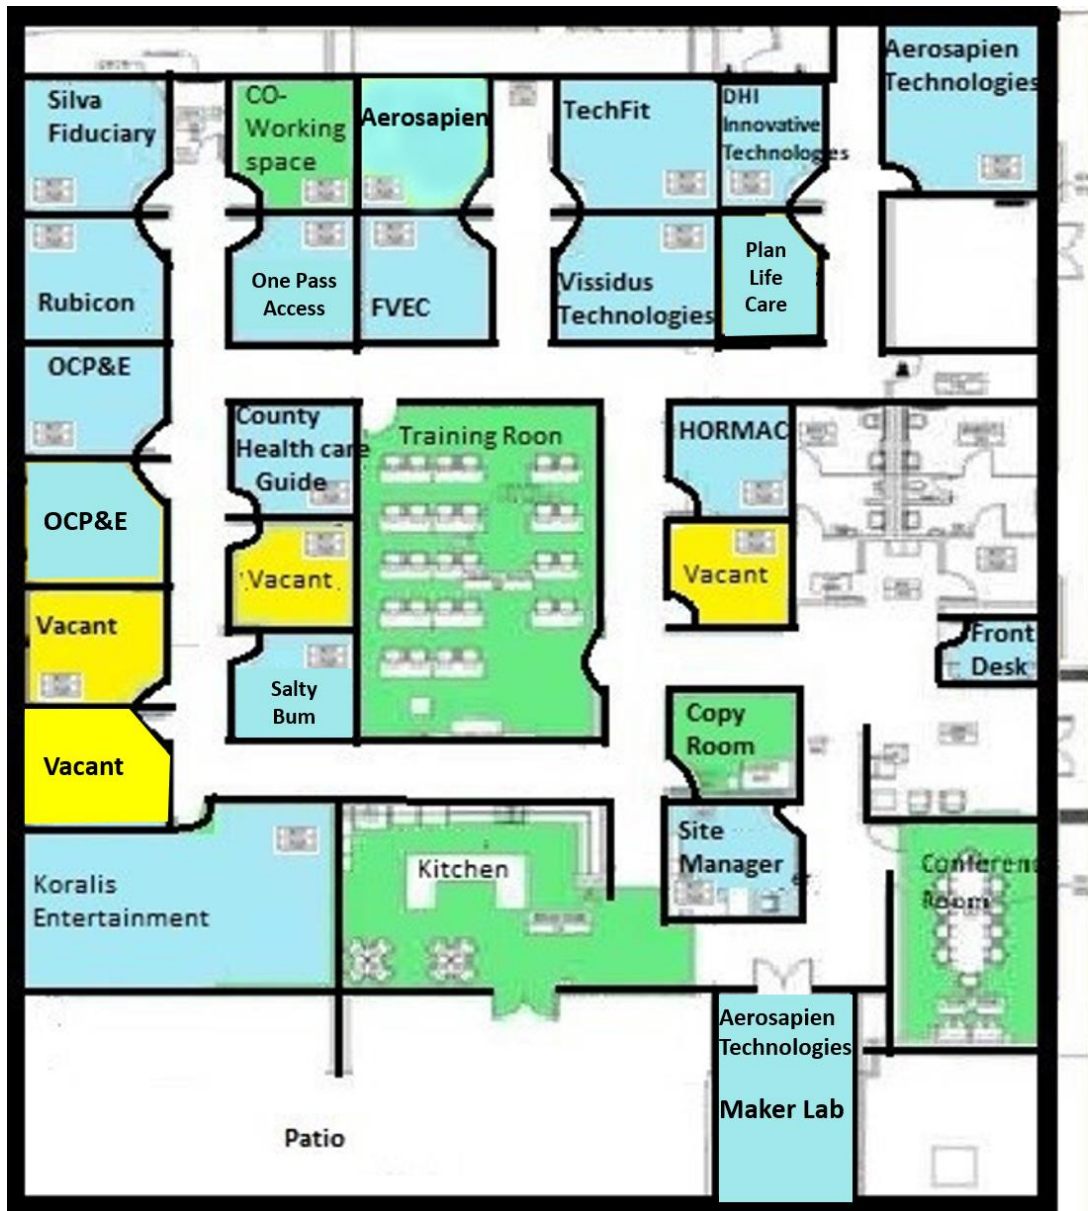 Silva
Fiduciary
CO-
Working
space
Aerosapien
TechFit
DHI
Innovative
Technologies
Aerosapien
Technologies
Rubicon
One Pass
Access
FVEC
Vissidus
Technologies
Plan
Life
Care
OCP&E
County
Health care
Guide
Training Roon
HORMAC
OCP&E
Vacant
Vacant
Vacant
Front
Desk
Salty
Bum
Copy
Room
Vacant
Site
Manager
Kitchen
Koralis
Entertainment
Conferenc
Room
Aerosapien
Technologies
Maker Lab
Patio